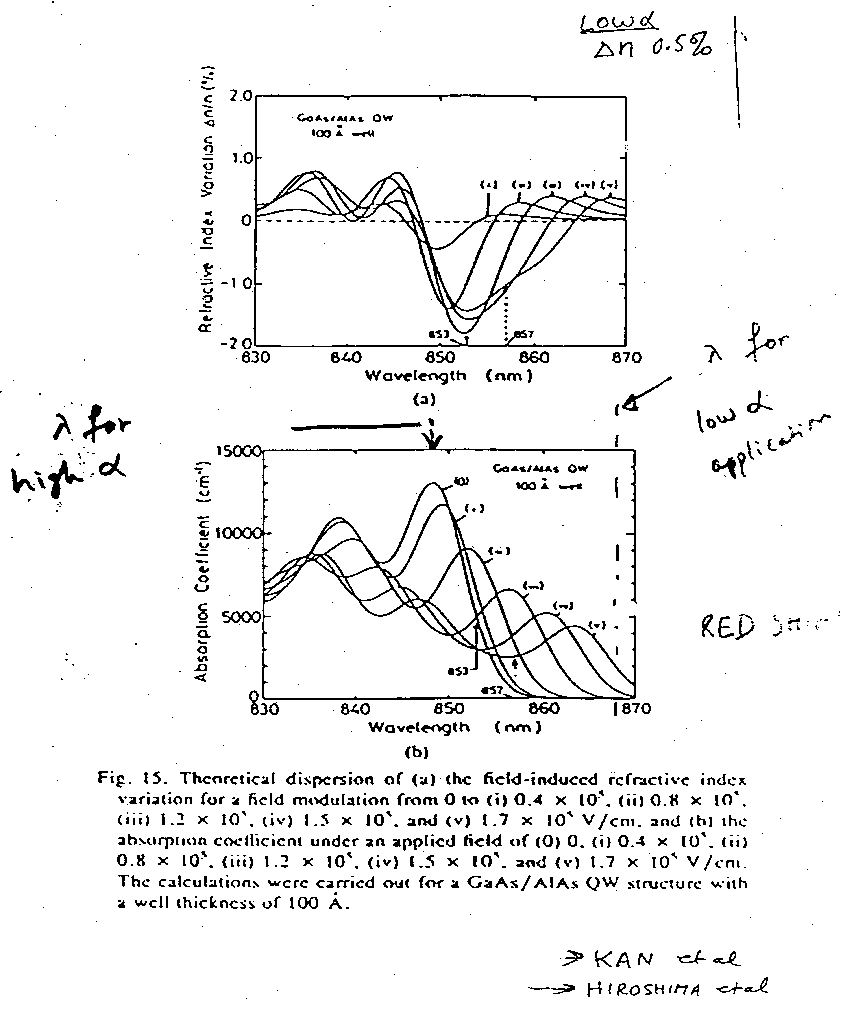 Low α
Δn 0.5%
Refractive Index Variation Δn/n (%)
2.0
1.0
0
-1.0
-2.0
GaAs/AlAs QW
100 Å well
(i) (ii) (iii) (iv) (v)
853
857
830 840 850 860 870
Wavelength (nm)
(a)
λ for
low α
application
λ for
high α
Absorption Coefficient (cm⁻¹)
15000
10000
5000
0
GaAs/AlAs QW
100 Å well
(0)
(i)
(ii)
(iii)
(iv)
(v)
853
857
RED
830 840 850 860 870
Wavelength (nm)
(b)
Fig. 15. Theoretical dispersion of (a) the field-induced refractive index
variation for a field modulation from 0 to (i) 0.4 × 10⁵, (ii) 0.8 × 10⁵,
(iii) 1.2 × 10⁵, (iv) 1.5 × 10⁵, and (v) 1.7 × 10⁵ V/cm, and (b) the
absorption coefficient under an applied field of (0) 0, (i) 0.4 × 10⁵, (ii)
0.8 × 10⁵, (iii) 1.2 × 10⁵, (iv) 1.5 × 10⁵, and (v) 1.7 × 10⁵ V/cm.
The calculations were carried out for a GaAs/AlAs QW structure with
a well thickness of 100 Å.
→ KAN et al
→ HIROSHIMA et al